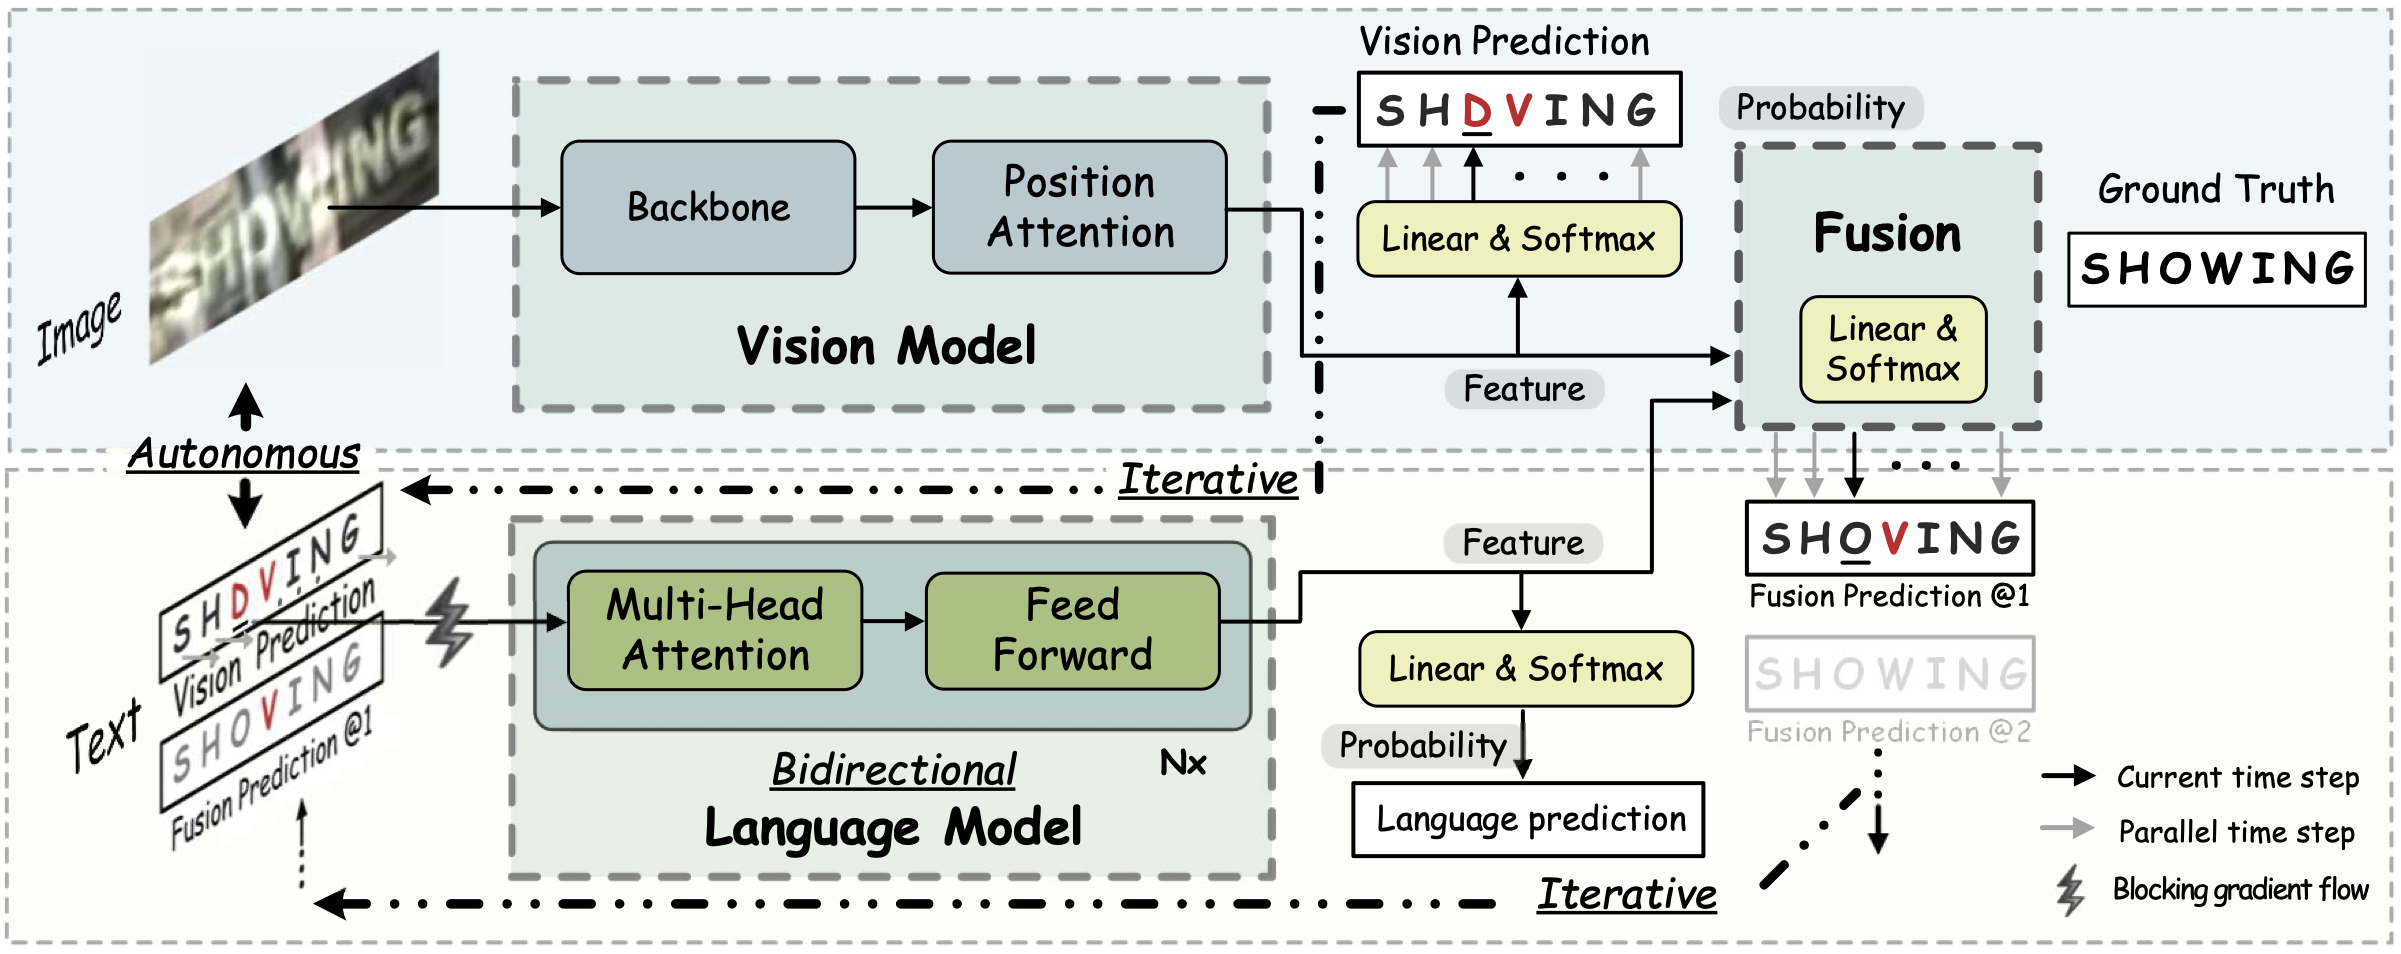 Vision Prediction
SHDVING
Probability
Backbone
Position
Attention
Linear & Softmax
Fusion
Linear &
Softmax
Ground Truth
SHOWING
SHOWING
Image
Vision Model
Feature
Autonomous
Iterative
SHDVING
Vision Prediction
SHOVING
Fusion Prediction @1
Text
Multi-Head
Attention
Feed
Forward
Nx
Bidirectional
Language Model
Feature
Linear & Softmax
Probability
Language prediction
SHOVING
Fusion Prediction @1
SHOWING
Fusion Prediction @2
Iterative
Current time step
Parallel time step
Blocking gradient flow